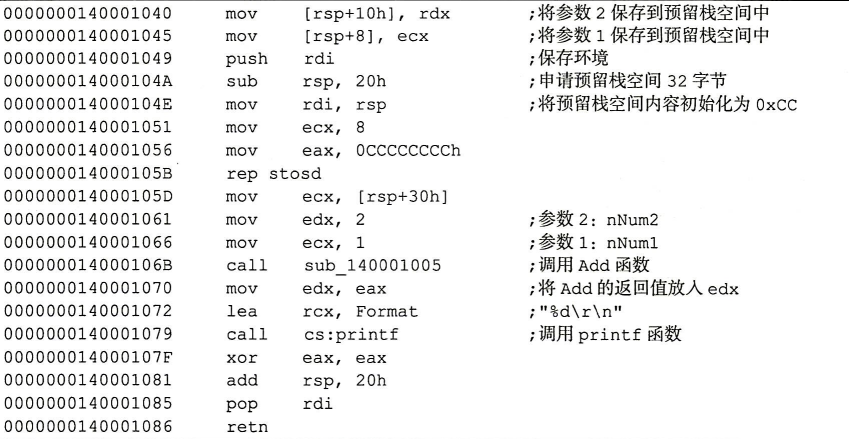 0000000140001040 mov [rsp+10h], rdx ;将参数 2 保存到预留栈空间中
0000000140001045 mov [rsp+8], ecx ;将参数 1 保存到预留栈空间中
0000000140001049 push rdi ;保存环境
000000014000104A sub rsp, 20h ;申请预留栈空间 32 字节
000000014000104E mov rdi, rsp ;将预留栈空间内容初始化为 0xCC
0000000140001051 mov ecx, 8
0000000140001056 mov eax, 0CCCCCCCCh
000000014000105B rep stosd
000000014000105D mov ecx, [rsp+30h]
0000000140001061 mov edx, 2 ;参数 2：nNum2
0000000140001066 mov ecx, 1 ;参数 1：nNum1
000000014000106B call sub_140001005 ;调用 Add 函数
0000000140001070 mov edx, eax ;将 Add 的返回值放入 edx
0000000140001072 lea rcx, Format ;"%d\r\n"
0000000140001079 call cs:printf ;调用 printf 函数
000000014000107F xor eax, eax
0000000140001081 add rsp, 20h
0000000140001085 pop rdi
0000000140001086 retn